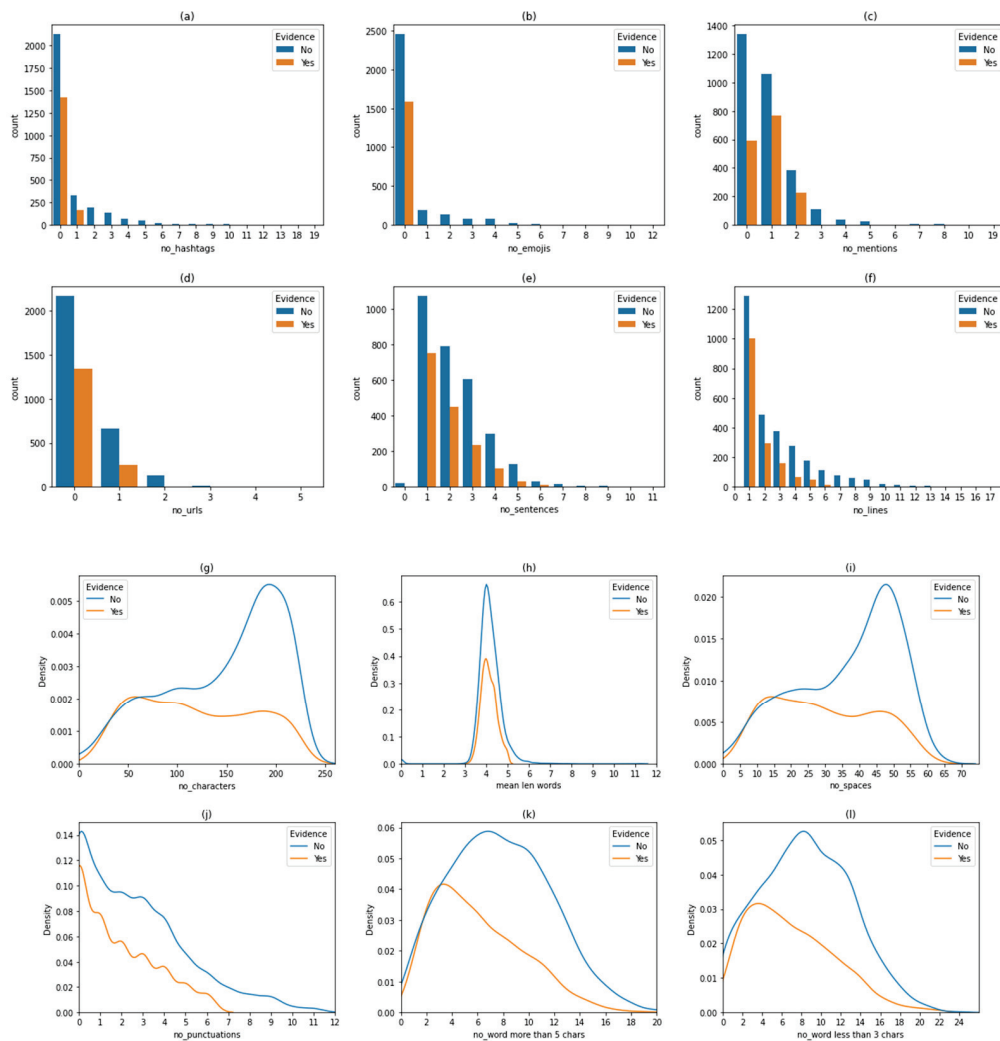 (a)
Evidence
No
Yes
count
2000
1750
1500
1250
1000
750
500
250
0
0 1 2 3 4 5 6 7 8 9 10 11 12 13 18 19
no_hashtags
(b)
Evidence
No
Yes
count
2500
2000
1500
1000
500
0
0 1 2 3 4 5 6 7 8 9 10 12
no_emojis
(c)
Evidence
No
Yes
count
1400
1200
1000
800
600
400
200
0
0 1 2 3 4 5 6 7 8 10 19
no_mentions
(d)
Evidence
No
Yes
count
2000
1500
1000
500
0
0 1 2 3 4 5
no_urls
(e)
Evidence
No
Yes
count
1000
800
600
400
200
0
0 1 2 3 4 5 6 7 8 9 10 11
no_sentences
(f)
Evidence
No
Yes
count
1200
1000
800
600
400
200
0
0 1 2 3 4 5 6 7 8 9 10 11 12 13 14 15 16 17
no_lines
(g)
Evidence
No
Yes
Density
0.005
0.004
0.003
0.002
0.001
0.000
0 50 100 150 200 250
no_characters
(h)
Evidence
No
Yes
Density
0.6
0.5
0.4
0.3
0.2
0.1
0.0
0 1 2 3 4 5 6 7 8 9 10 11 12
mean len words
(i)
Evidence
No
Yes
Density
0.020
0.015
0.010
0.005
0.000
0 5 10 15 20 25 30 35 40 45 50 55 60 65 70
no_spaces
(j)
Evidence
No
Yes
Density
0.14
0.12
0.10
0.08
0.06
0.04
0.02
0.00
0 1 2 3 4 5 6 7 8 9 10 11 12
no_punctuations
(k)
Evidence
No
Yes
Density
0.06
0.05
0.04
0.03
0.02
0.01
0.00
0 2 4 6 8 10 12 14 16 18 20
no_word more than 5 chars
(l)
Evidence
No
Yes
Density
0.05
0.04
0.03
0.02
0.01
0.00
0 2 4 6 8 10 12 14 16 18 20 22 24
no_word less than 3 chars